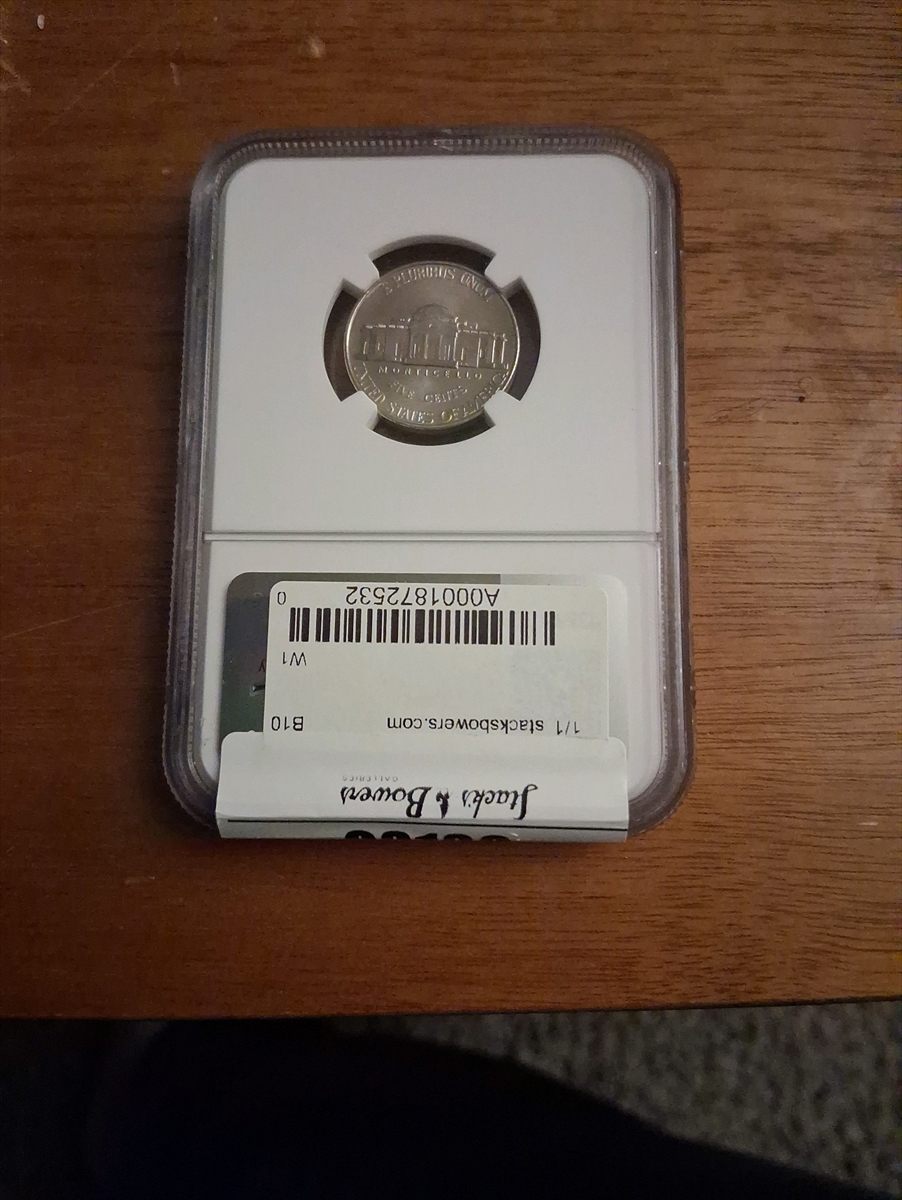 E PLURIBUS UNUM
MONTICELLO
FIVE CENTS
UNITED STATES OF AMERICA
Stack's Bowers
GALLERIES
1/1 stacksbowers.com B10
W1
A0001872532 0